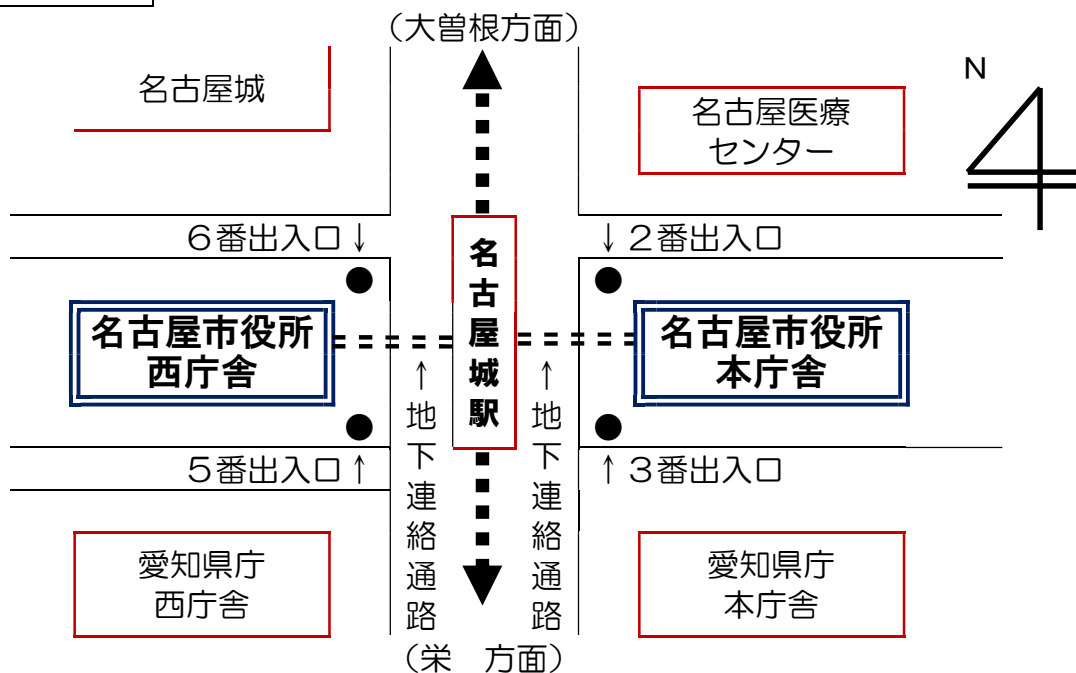 （大曽根方面）
名古屋城
N
名古屋医療
センター
６番出入口↓
↓２番出入口
名古屋城駅
名古屋市役所
西庁舎
名古屋市役所
本庁舎
↑地下連絡通路
↑地下連絡通路
５番出入口↑
↑３番出入口
愛知県庁
西庁舎
愛知県庁
本庁舎
（栄　方面）